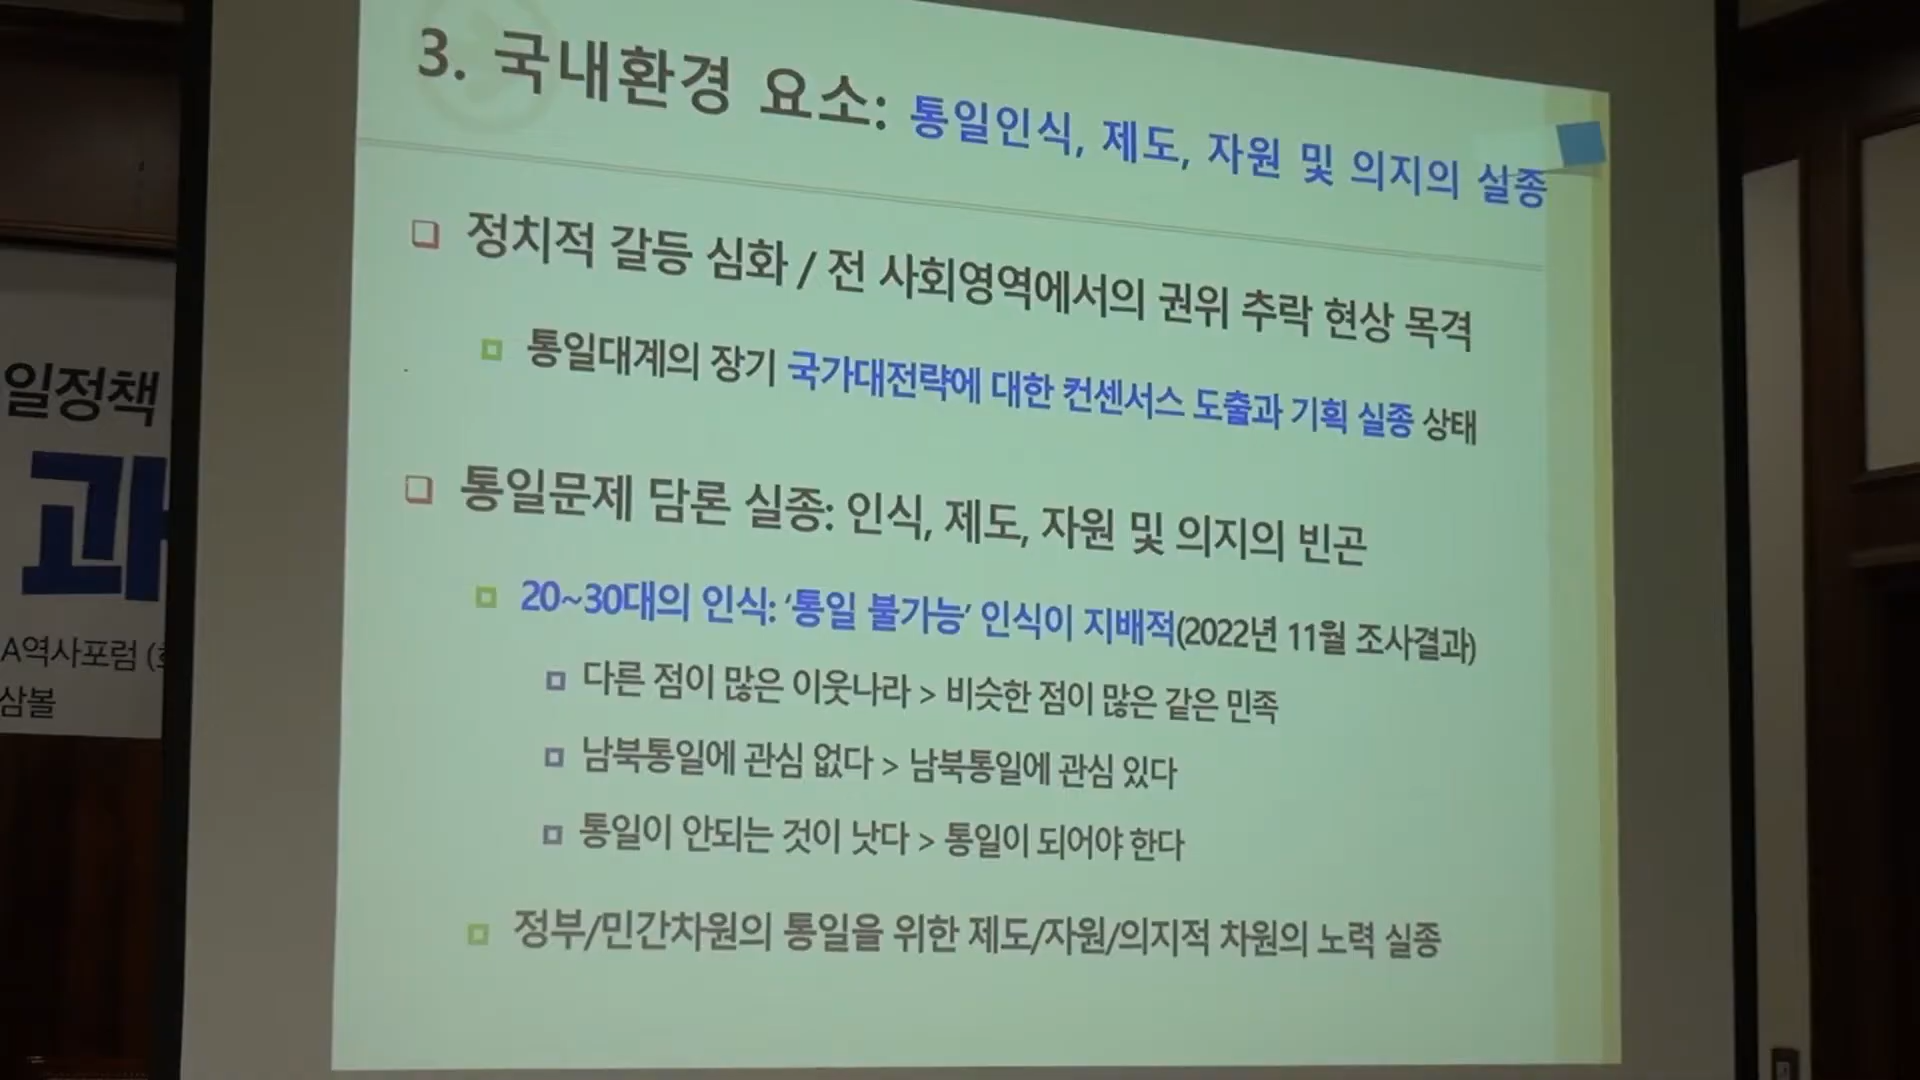 3. 국내환경 요소: 통일인식, 제도, 자원 및 의지의 실종
정치적 갈등 심화 / 전 사회영역에서의 권위 추락 현상 목격
통일대계의 장기 국가대전략에 대한 컨센서스 도출과 기획 실종 상태
통일문제 담론 실종: 인식, 제도, 자원 및 의지의 빈곤
20~30대의 인식: ‘통일 불가능’ 인식이 지배적(2022년 11월 조사결과)
다른 점이 많은 이웃나라 > 비슷한 점이 많은 같은 민족
남북통일에 관심 없다 > 남북통일에 관심 있다
통일이 안되는 것이 낫다 > 통일이 되어야 한다
정부/민간차원의 통일을 위한 제도/자원/의지적 차원의 노력 실종
일정책
과
A역사포럼
삼볼